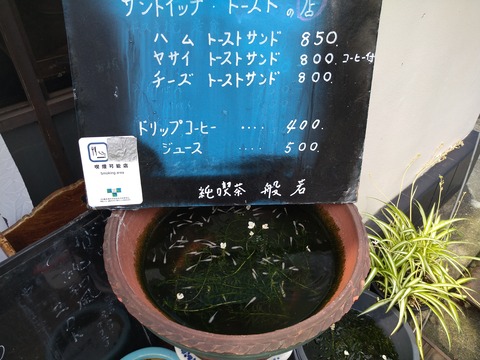 サンドイッチ・トーストの店
ハム トーストサンド 850.
ヤサイ トーストサンド 800. コーヒー付
チーズ トーストサンド 800.
ドリップコーヒー ‥‥ 400.
ジュース ‥‥ 500.
喫煙可能店
Smoking area
純喫茶 般若